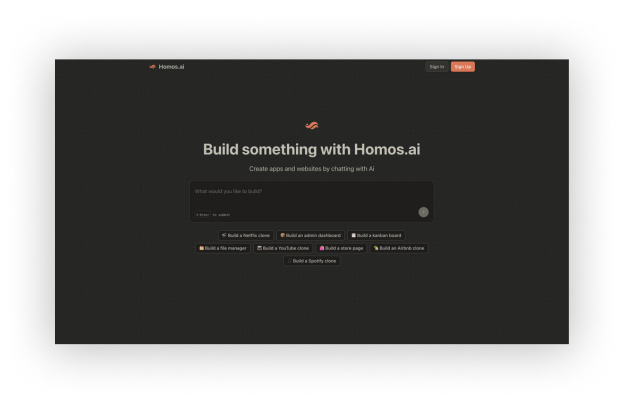 Homos.ai
Sign In
Sign Up
Build something with Homos.ai
Create apps and websites by chatting with Ai
What would you like to build?
to submit
Build a Netflix clone
Build an admin dashboard
Build a kanban board
Build a file manager
Build a YouTube clone
Build a store page
Build an Airbnb clone
Build a Spotify clone